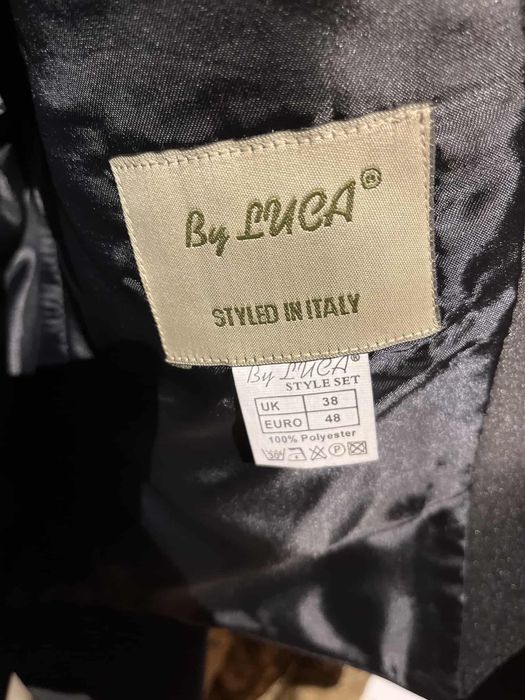 By LUCA®
STYLED IN ITALY
By LUCA®
STYLE SET
UK 38
EURO 48
100% Polyester